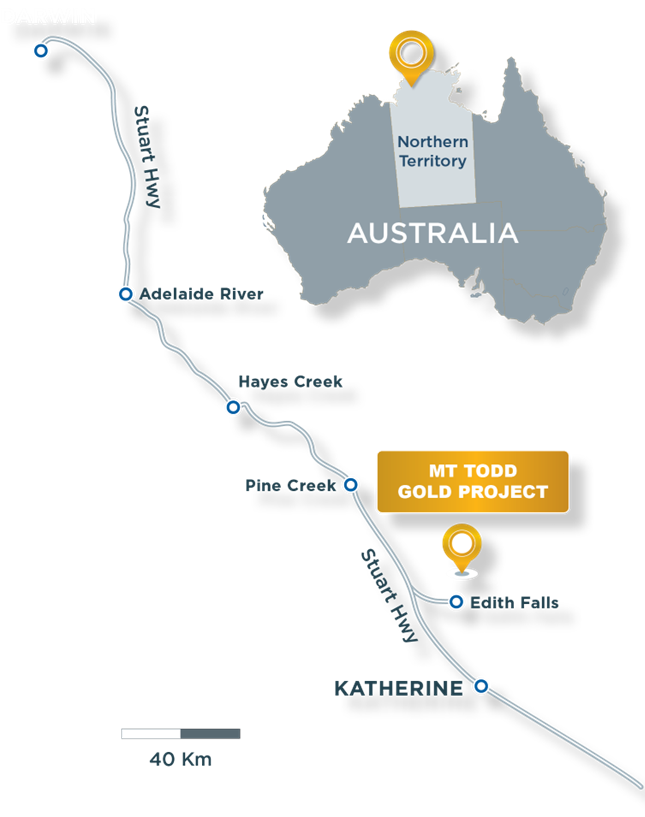 Stuart Hwy
Northern
Territory
AUSTRALIA
Adelaide River
Hayes Creek
MT TODD
GOLD PROJECT
Pine Creek
Stuart Hwy
Edith Falls
KATHERINE
40 Km